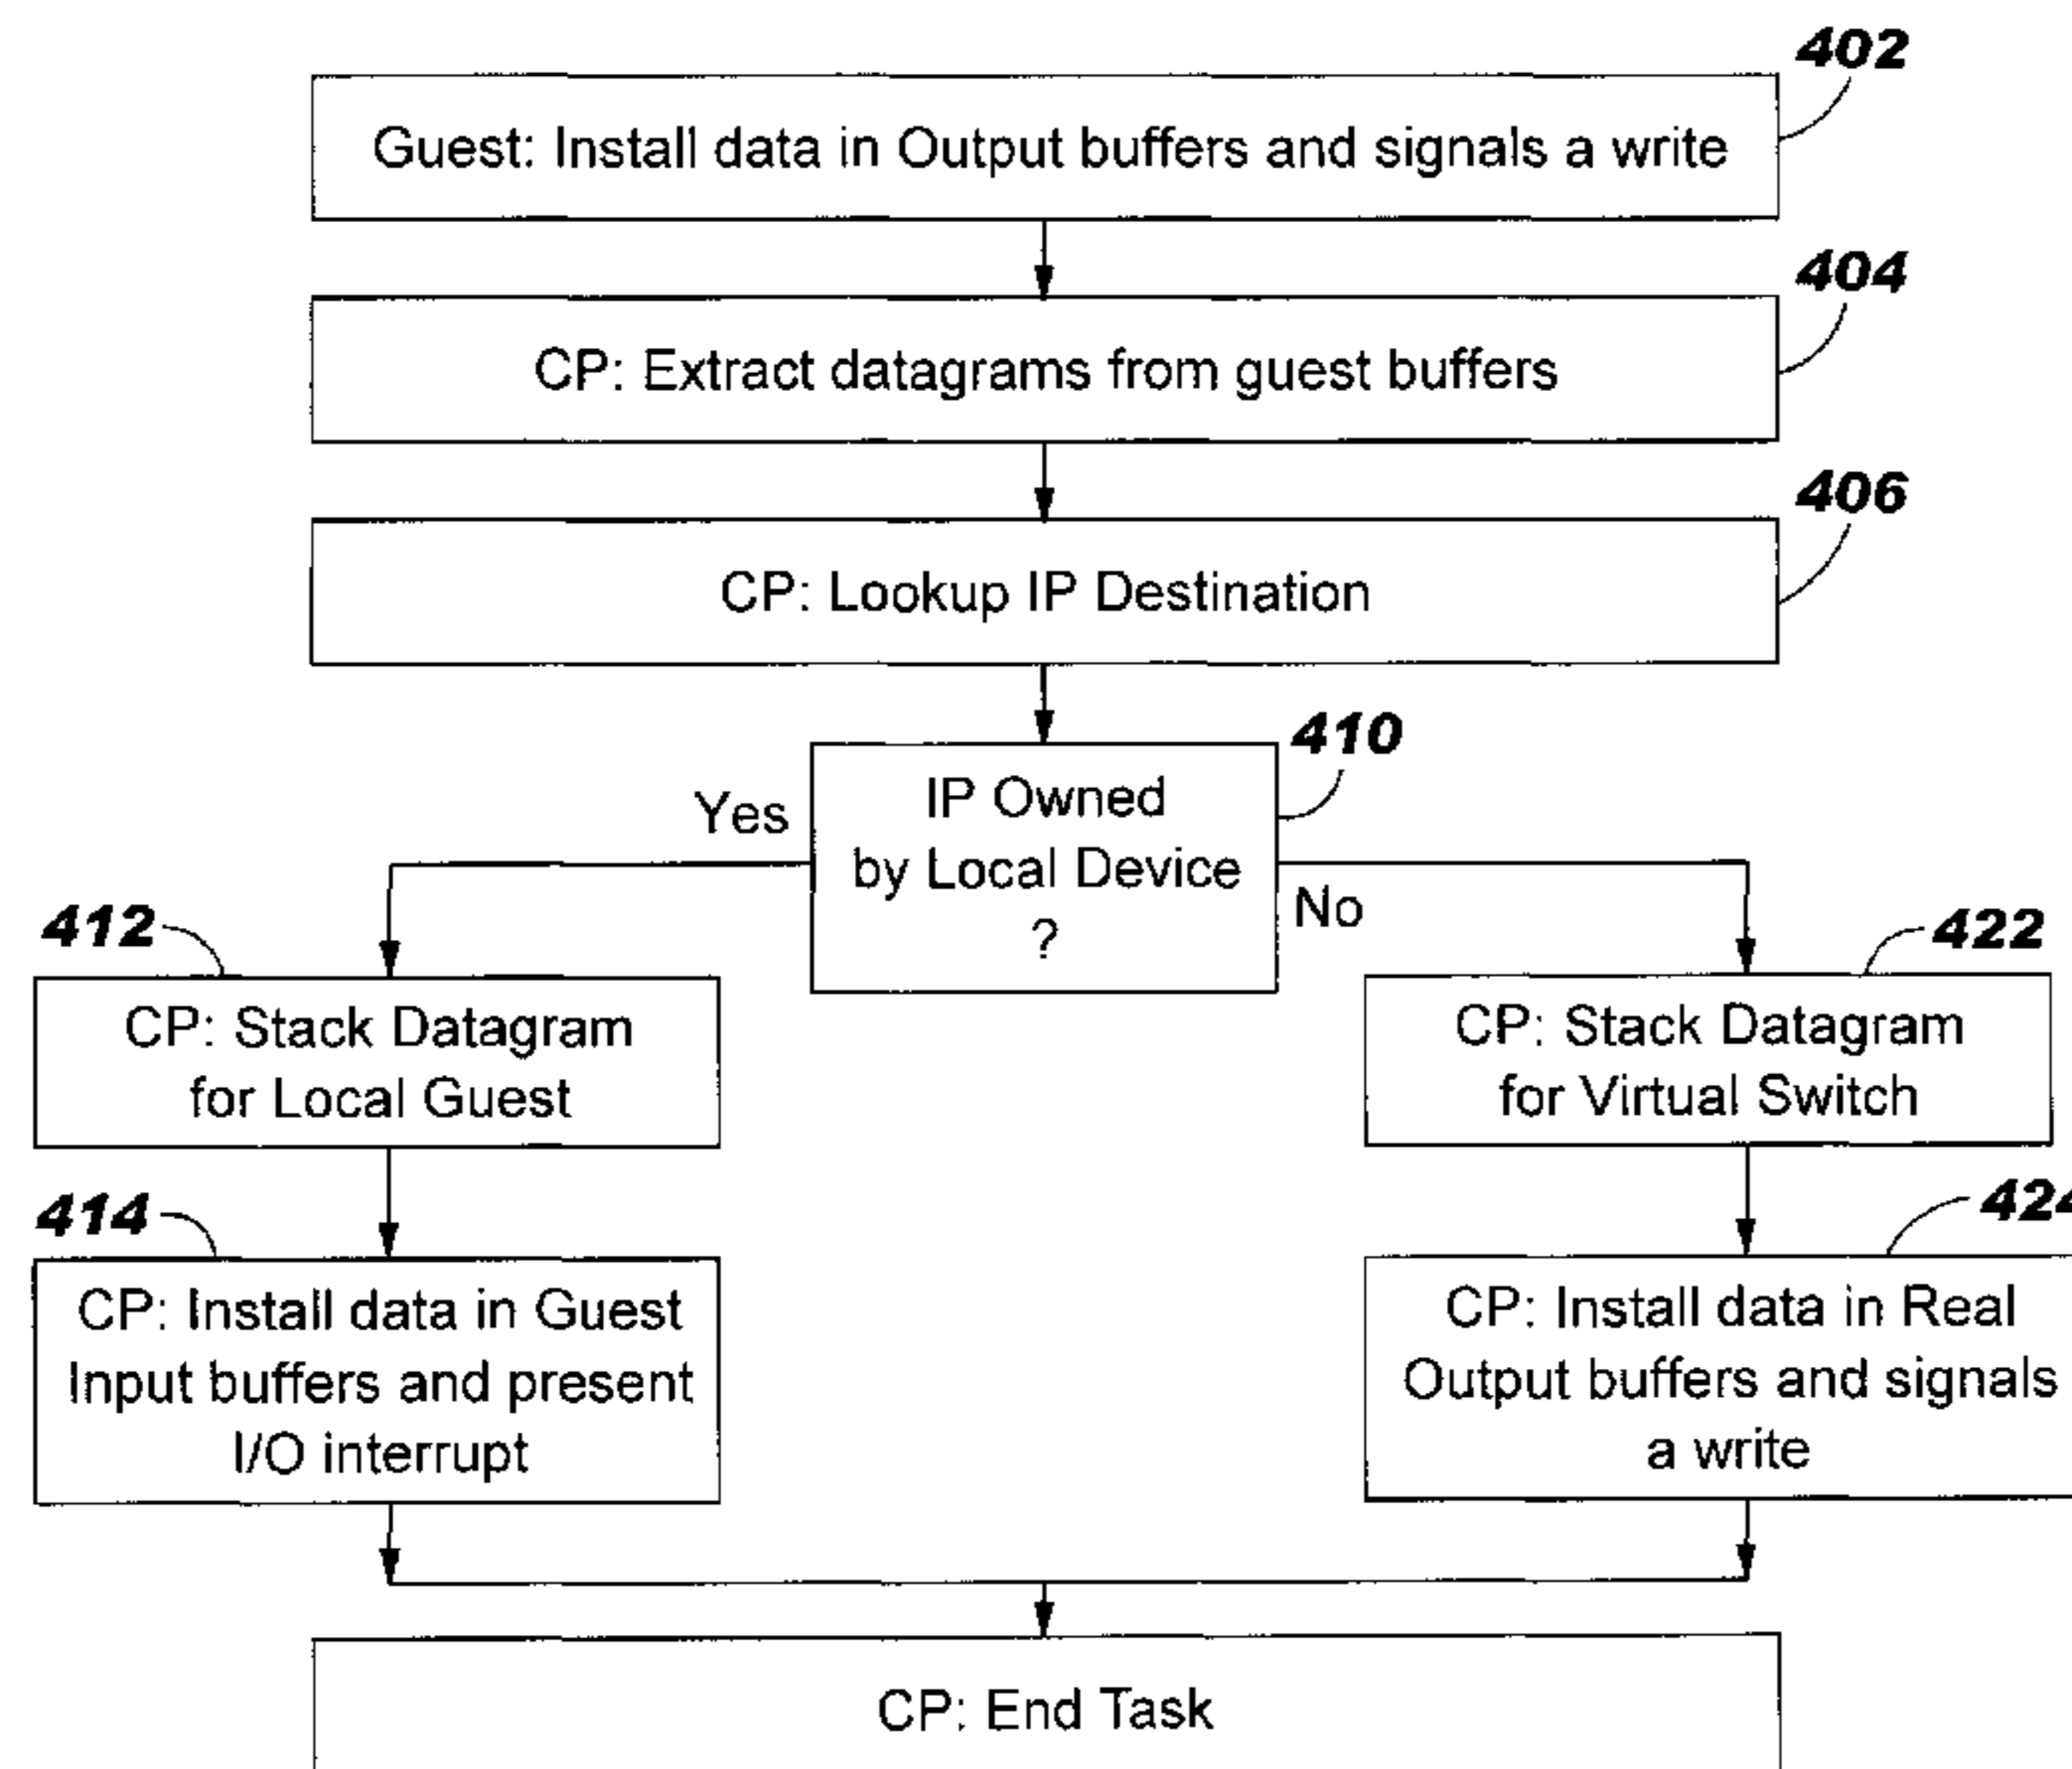 402
Guest: Install data in Output buffers and signals a write
404
CP: Extract datagrams from guest buffers
406
CP: Lookup IP Destination
410
IP Owned
by Local Device
?
Yes
No
412
CP: Stack Datagram
for Local Guest
422
CP: Stack Datagram
for Virtual Switch
414
CP: Install data in Guest
Input buffers and present
I/O interrupt
424
CP: Install data in Real
Output buffers and signals
a write
CP: End Task